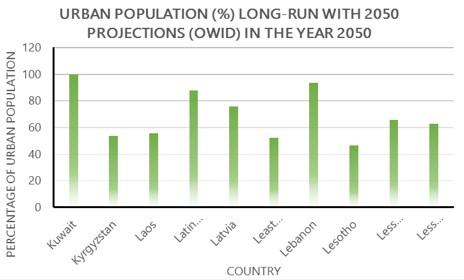 URBAN POPULATION (%) LONG-RUN WITH 2050
PROJECTIONS (OWID) IN THE YEAR 2050
PERCENTAGE OF URBAN POPULATION
120
100
80
60
40
20
0
Kuwait
Kyrgyzstan
Laos
Latin...
Latvia
Least...
Lebanon
Lesotho
Less...
Less...
COUNTRY